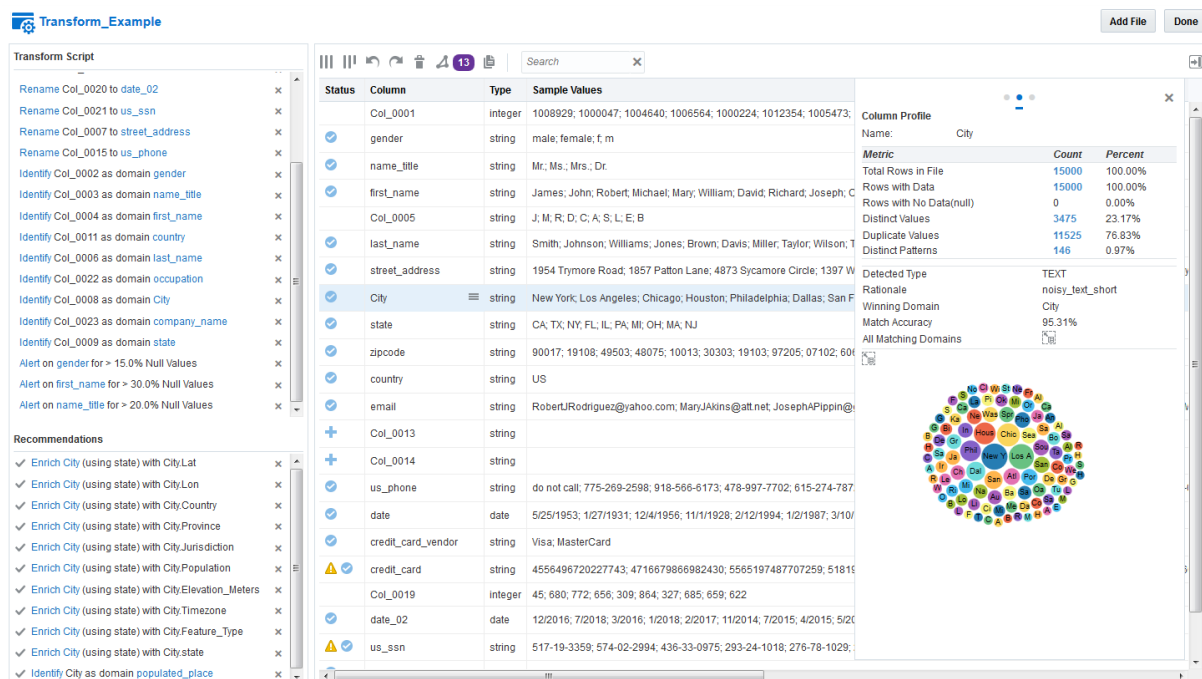 Transform_Example
Add File
Done
Transform Script
Rename Col_0020 to date_02
Rename Col_0021 to us_ssn
Rename Col_0007 to street_address
Rename Col_0015 to us_phone
Identify Col_0002 as domain gender
Identify Col_0003 as domain name_title
Identify Col_0004 as domain first_name
Identify Col_0011 as domain country
Identify Col_0006 as domain last_name
Identify Col_0022 as domain occupation
Identify Col_0008 as domain City
Identify Col_0023 as domain company_name
Identify Col_0009 as domain state
Alert on gender for > 15.0% Null Values
Alert on first_name for > 30.0% Null Values
Alert on name_title for > 20.0% Null Values
Recommendations
Enrich City (using state) with City.Lat
Enrich City (using state) with City.Lon
Enrich City (using state) with City.Country
Enrich City (using state) with City.Province
Enrich City (using state) with City.Jurisdiction
Enrich City (using state) with City.Population
Enrich City (using state) with City.Elevation_Meters
Enrich City (using state) with City.Timezone
Enrich City (using state) with City.Feature_Type
Enrich City (using state) with City.state
Identify City as domain populated_place
13
Search
Status Column Type Sample Values
Col_0001 integer 1008929; 1000047; 1004640; 1006564; 1000224; 1012354; 1005473;
gender string male; female; f; m
name_title string Mr.; Ms.; Mrs.; Dr.
first_name string James; John; Robert; Michael; Mary; William; David; Richard; Joseph; C
Col_0005 string J; M; R; D; C; A; S; L; E; B
last_name string Smith; Johnson; Williams; Jones; Brown; Davis; Miller; Taylor; Wilson; T
street_address string 1954 Trymore Road; 1857 Patton Lane; 4873 Sycamore Circle; 1397 W
City string New York; Los Angeles; Chicago; Houston; Philadelphia; Dallas; San F
state string CA; TX; NY; FL; IL; PA; MI; OH; MA; NJ
zipcode string 90017; 19108; 49503; 48075; 10013; 30303; 19103; 97205; 07102; 606
country string US
email string RobertJRodriguez@yahoo.com; MaryJAkins@att.net; JosephAPippin@
Col_0013 string
Col_0014 string
us_phone string do not call; 775-269-2598; 918-566-6173; 478-997-7702; 615-274-787
date date 5/25/1953; 1/27/1931; 12/4/1956; 11/1/1928; 2/12/1994; 1/2/1987; 3/10/
credit_card_vendor string Visa; MasterCard
credit_card string 4556496720227743; 4716679866982430; 5565197487707259; 51819
Col_0019 integer 45; 680; 772; 656; 309; 864; 327; 685; 659; 622
date_02 date 12/2016; 7/2018; 3/2016; 1/2018; 2/2017; 11/2014; 7/2015; 4/2015; 5/20
us_ssn string 517-19-3359; 574-02-2994; 436-33-0975; 293-24-1018; 276-78-1029;
Column Profile
Name: City
Metric Count Percent
Total Rows in File 15000 100.00%
Rows with Data 15000 100.00%
Rows with No Data(null) 0 0.00%
Distinct Values 3475 23.17%
Duplicate Values 11525 76.83%
Distinct Patterns 146 0.97%
Detected Type TEXT
Rationale noisy_text_short
Winning Domain City
Match Accuracy 95.31%
All Matching Domains
New Y
Los A
Chic
Hous
Phil
Dal
San
Atl
Por
Sea
Was
Spr
Pho
Sou